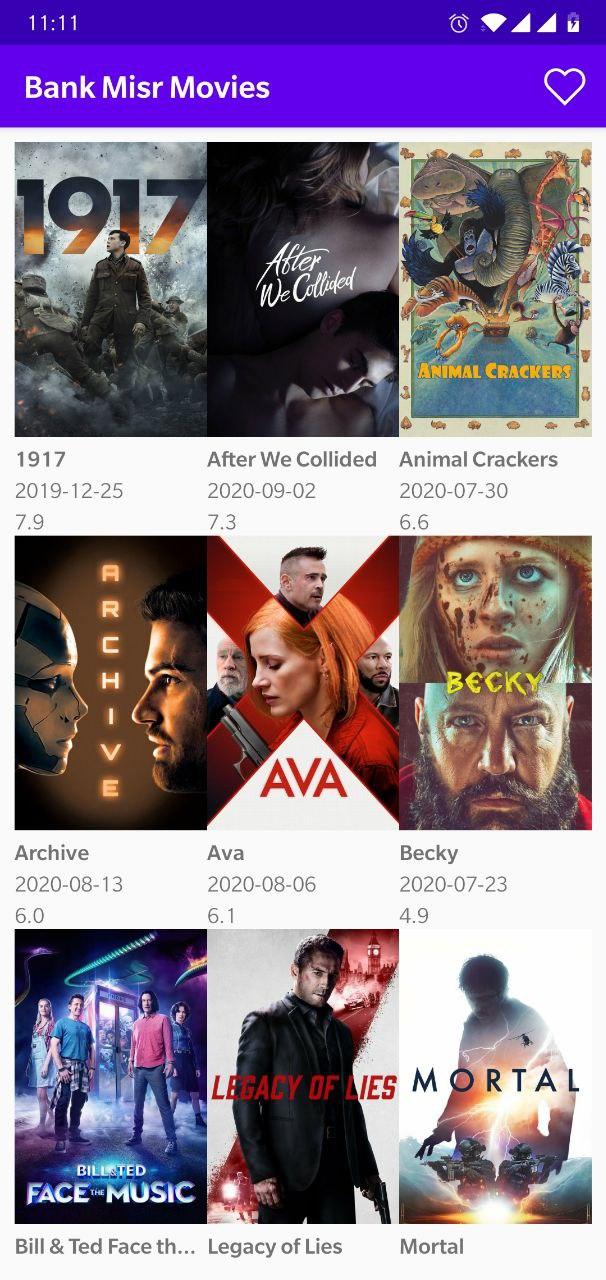 11:11
Bank Misr Movies
1917
After
We Collided
ANIMAL CRACKERS
1917
After We Collided
Animal Crackers
2019-12-25
2020-09-02
2020-07-30
7.9
7.3
6.6
ARCHIVE
AVA
BECKY
Archive
Ava
Becky
2020-08-13
2020-08-06
2020-07-23
6.0
6.1
4.9
BILL & TED
FACE THE MUSIC
LEGACY OF LIES
MORTAL
Bill & Ted Face th...
Legacy of Lies
Mortal